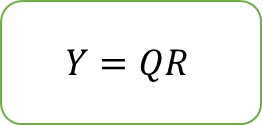 Y = QR